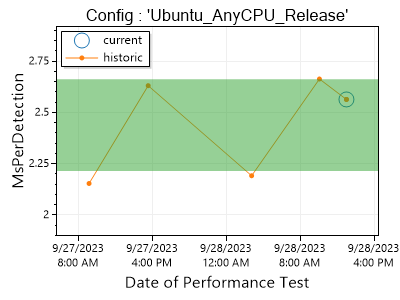 Config : 'Ubuntu_AnyCPU_Release'
current
historic
MsPerDetection
2.75
2.5
2.25
2
9/27/2023 9/27/2023 9/28/2023 9/28/2023 9/28/2023
8:00 AM 4:00 PM 12:00 AM 8:00 AM 4:00 PM
Date of Performance Test